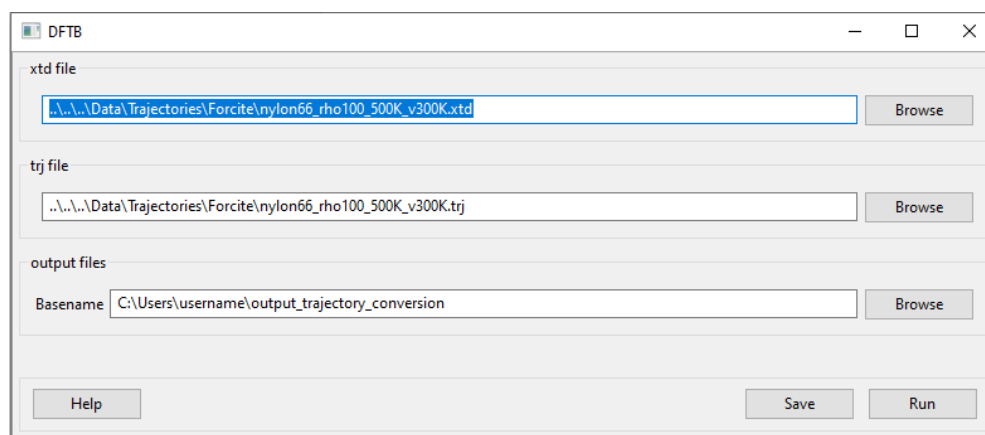 DFTB
xtd file
..\..\..\Data\Trajectories\Forcite\nylon66_rho100_500K_v300K.xtd
Browse
trj file
..\..\..\Data\Trajectories\Forcite\nylon66_rho100_500K_v300K.trj
Browse
output files
Basename C:\Users\username\output_trajectory_conversion
Browse
Help
Save
Run